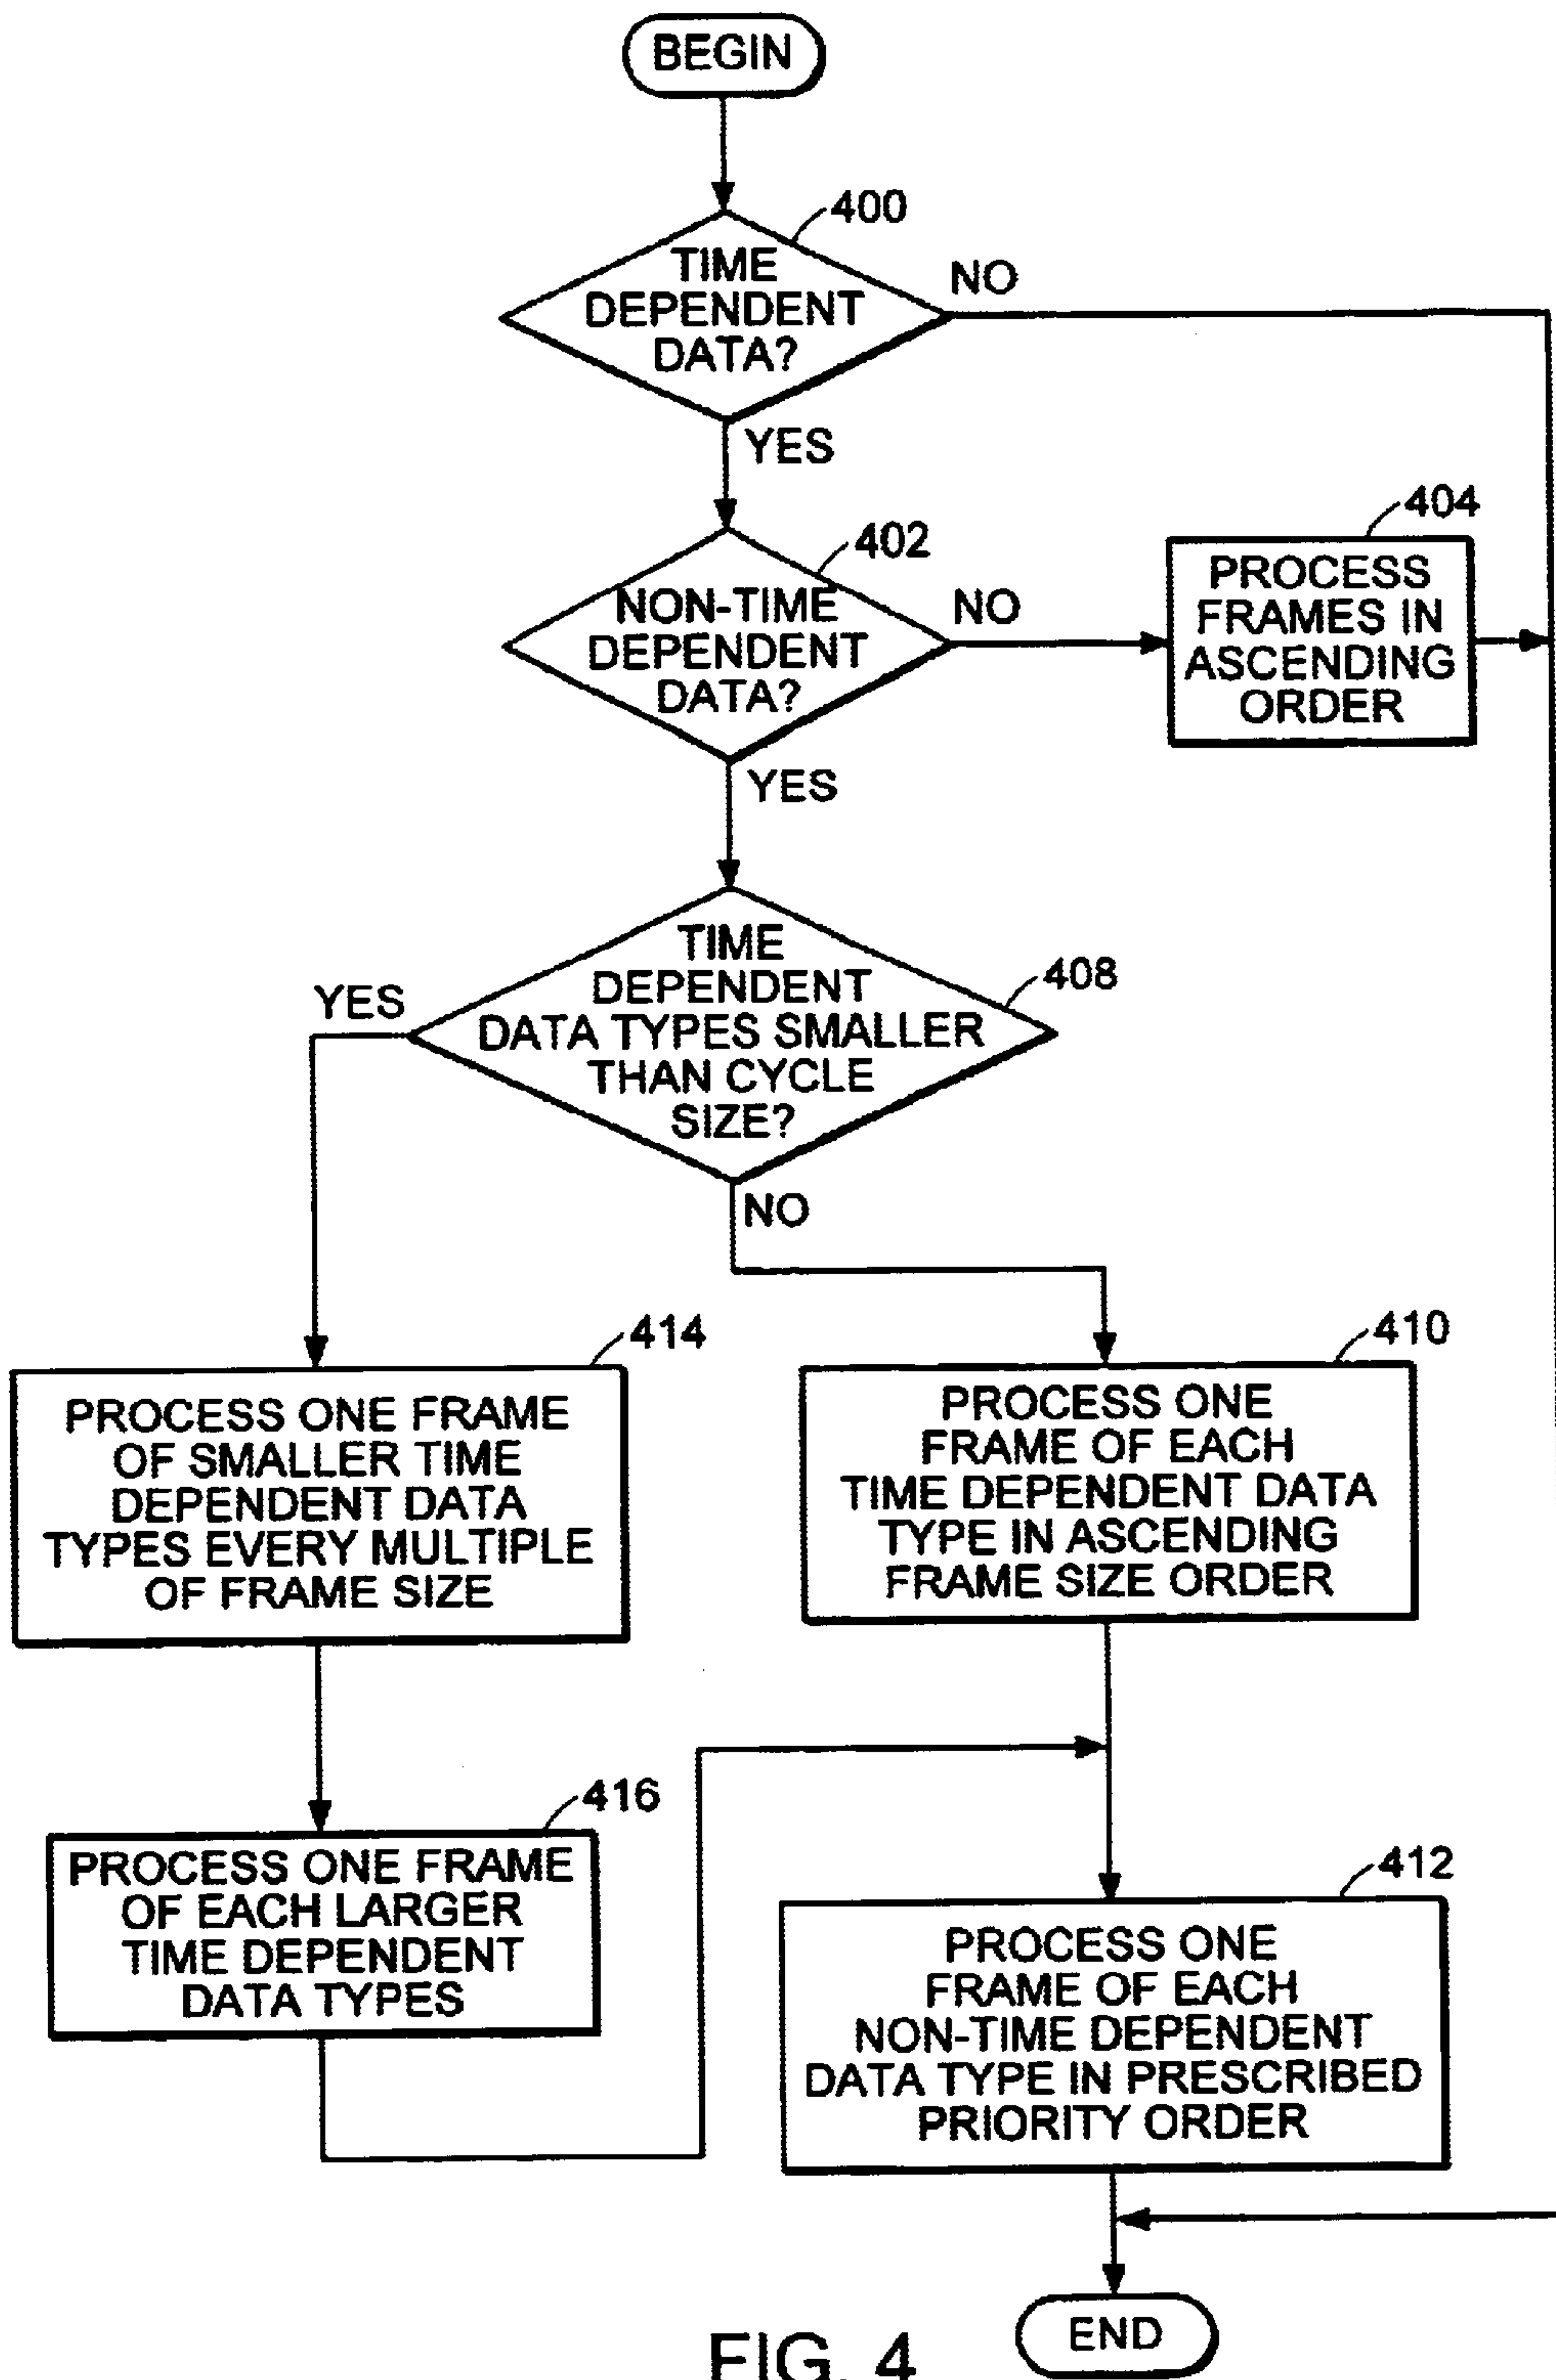 BEGIN
400
TIME
DEPENDENT
DATA?
NO
YES
402
NON-TIME
DEPENDENT
DATA?
NO
404
PROCESS
FRAMES IN
ASCENDING
ORDER
YES
TIME
DEPENDENT
DATA TYPES SMALLER
THAN CYCLE
SIZE?
408
YES
NO
414
PROCESS ONE FRAME
OF SMALLER TIME
DEPENDENT DATA
TYPES EVERY MULTIPLE
OF FRAME SIZE
410
PROCESS ONE
FRAME OF EACH
TIME DEPENDENT DATA
TYPE IN ASCENDING
FRAME SIZE ORDER
416
PROCESS ONE FRAME
OF EACH LARGER
TIME DEPENDENT
DATA TYPES
412
PROCESS ONE
FRAME OF EACH
NON-TIME DEPENDENT
DATA TYPE IN PRESCRIBED
PRIORITY ORDER
END
FIG. 4